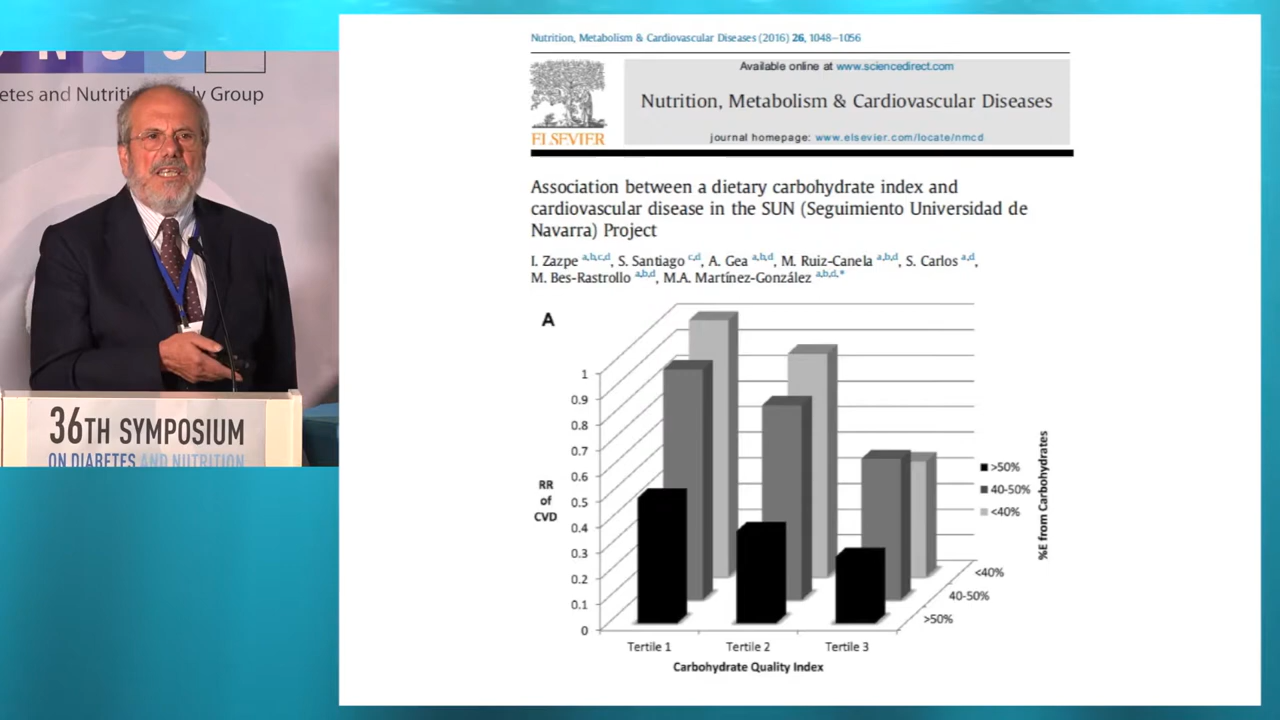 N S G
etes and Nutrition Study Group
36TH SYMPOSIUM
ON DIABETES AND NUTRITION
Nutrition, Metabolism & Cardiovascular Diseases (2016) 26, 1048–1056
Available online at www.sciencedirect.com
Nutrition, Metabolism & Cardiovascular Diseases
ELSEVIER
journal homepage: www.elsevier.com/locate/nmcd
Association between a dietary carbohydrate index and
cardiovascular disease in the SUN (Seguimiento Universidad de
Navarra) Project
I. Zazpe a,b,c,d, S. Santiago c,d, A. Gea a,b,d, M. Ruiz-Canela a,b,d, S. Carlos a,d,
M. Bes-Rastrollo a,b,d, M.A. Martínez-González a,b,d,*
A
1
0.9
0.8
0.7
0.6
0.5
0.4
0.3
0.2
0.1
0
RR
of
CVD
Tertile 1
Tertile 2
Tertile 3
Carbohydrate Quality Index
>50%
40-50%
<40%
<40%
40-50%
>50%
%E from Carbohydrates